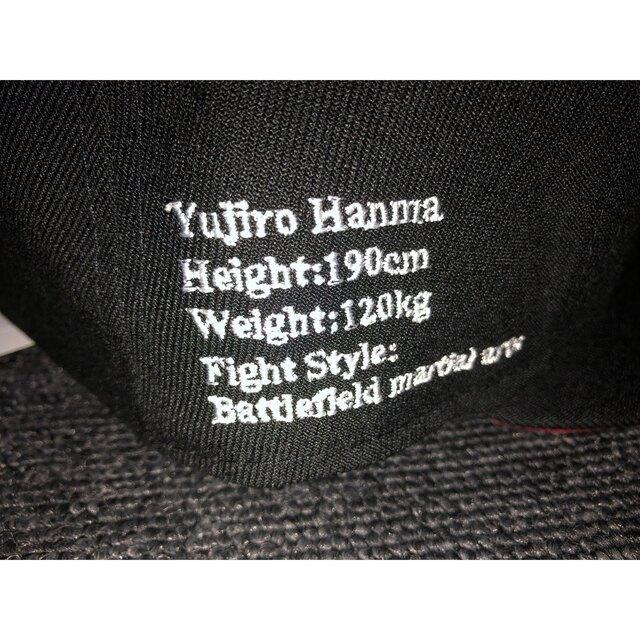 Yujiro Hanma
Height:190cm
Weight:120kg
Fight Style:
Battlefield martial arts